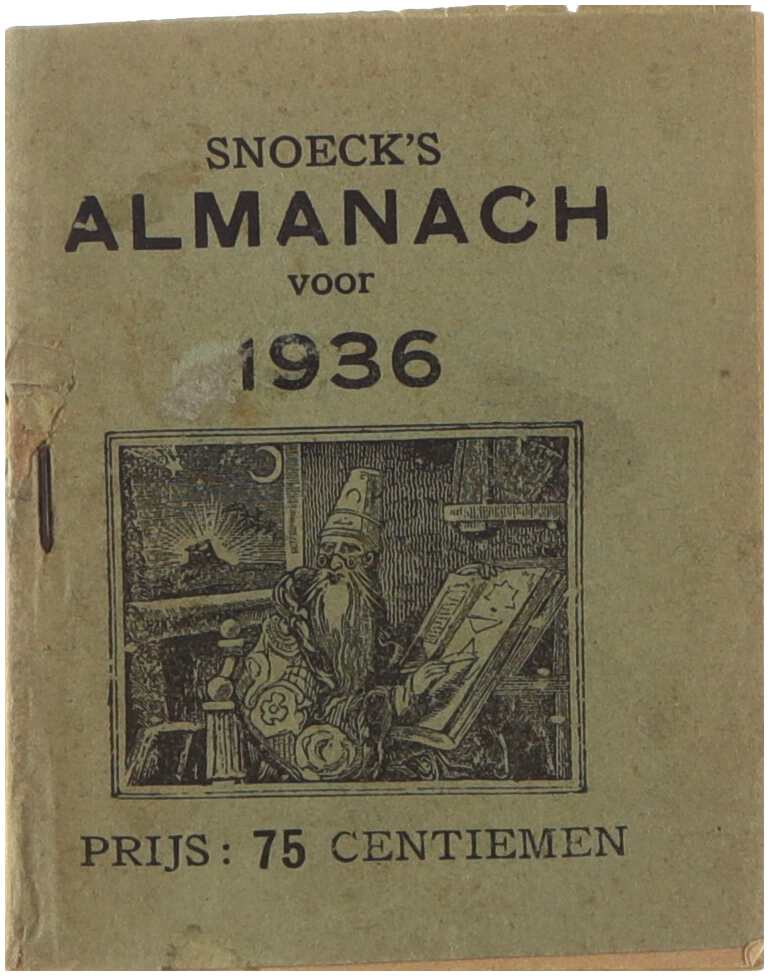 SNOECK'S
ALMANACH
voor
1936
PRIJS: 75 CENTIEMEN